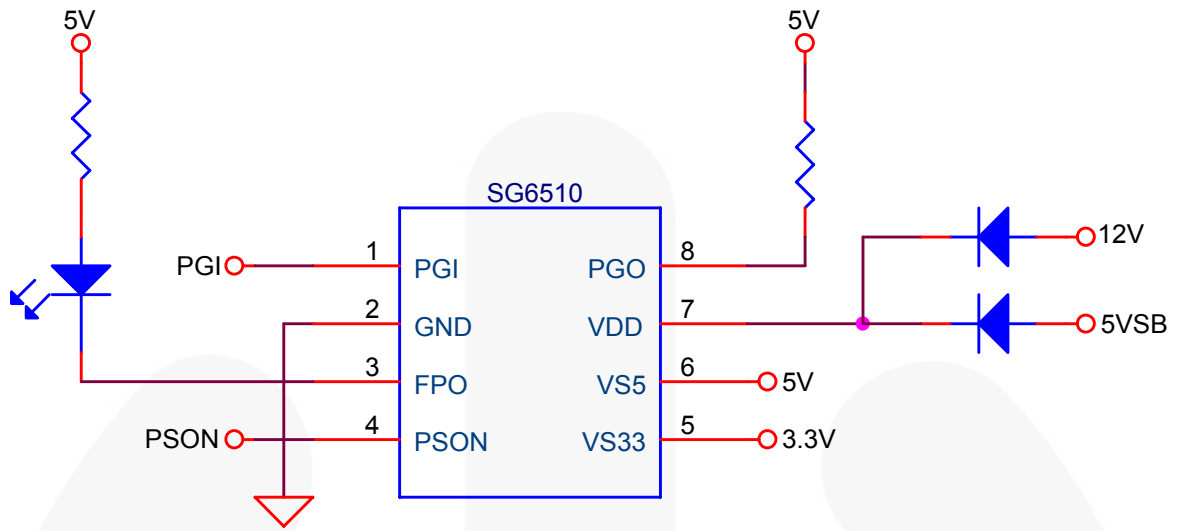 5V
5V
SG6510
PGI 1 PGI PGO 8 12V
2 GND VDD 7 5VSB
3 FPO VS5 6 5V
PSON 4 PSON VS33 5 3.3V